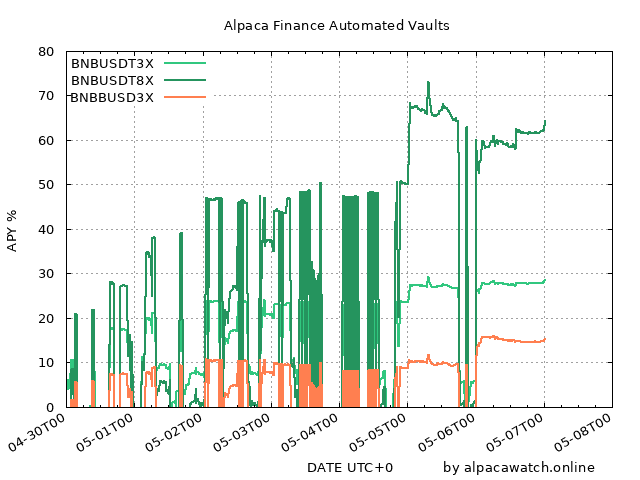 Alpaca Finance Automated Vaults
BNBUSDT3X
BNBUSDT8X
BNBBUSD3X
80
70
60
50
40
30
20
10
0
APY %
04-30T00
05-01T00
05-02T00
05-03T00
05-04T00
05-05T00
05-06T00
05-07T00
05-08T00
DATE UTC+0
by alpacawatch.online